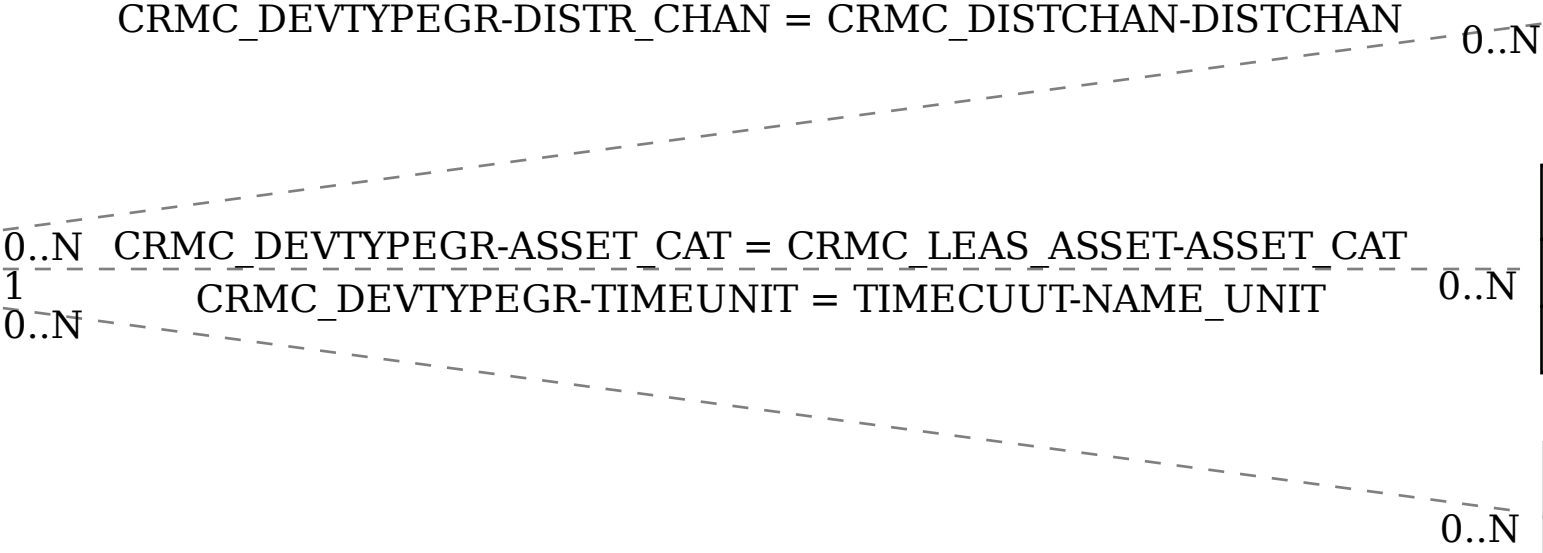 CRMC_DEVTYPEGR-DISTR_CHAN = CRMC_DISTCHAN-DISTCHAN
0..N
0..N CRMC_DEVTYPEGR-ASSET_CAT = CRMC_LEAS_ASSET-ASSET_CAT
1 0..N
CRMC_DEVTYPEGR-TIMEUNIT = TIMECUUT-NAME_UNIT
0..N
0..N